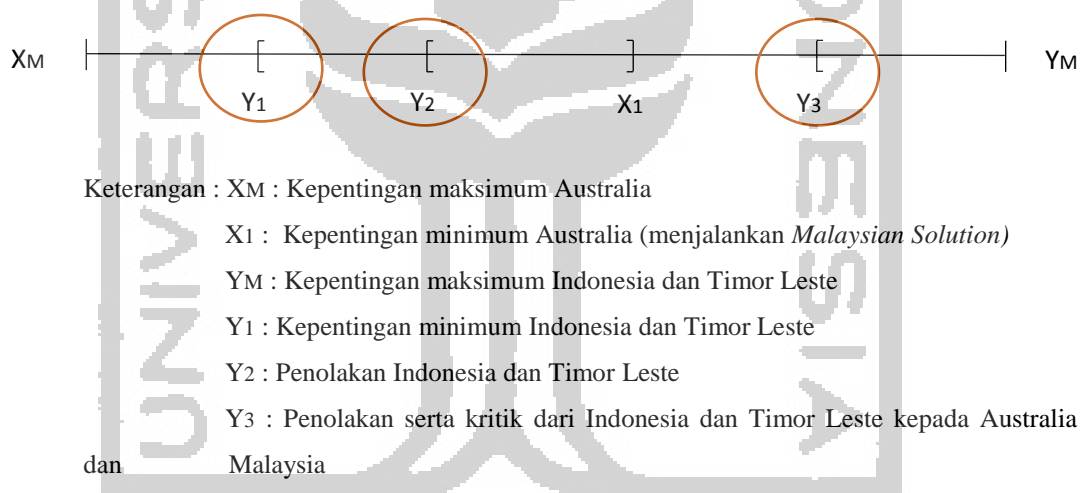 XM YM
Y1 Y2 X1 Y3
Keterangan : XM : Kepentingan maksimum Australia
X1 : Kepentingan minimum Australia (menjalankan Malaysian Solution)
YM : Kepentingan maksimum Indonesia dan Timor Leste
Y1 : Kepentingan minimum Indonesia dan Timor Leste
Y2 : Penolakan Indonesia dan Timor Leste
Y3 : Penolakan serta kritik dari Indonesia dan Timor Leste kepada Australia
dan Malaysia